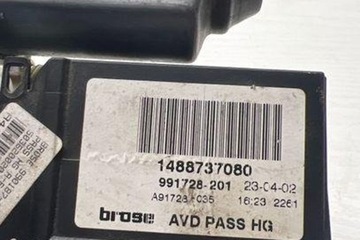 1488737080
991728-201 23-04-02
A91728-035 16:23 2261
brose AVD PASS HG